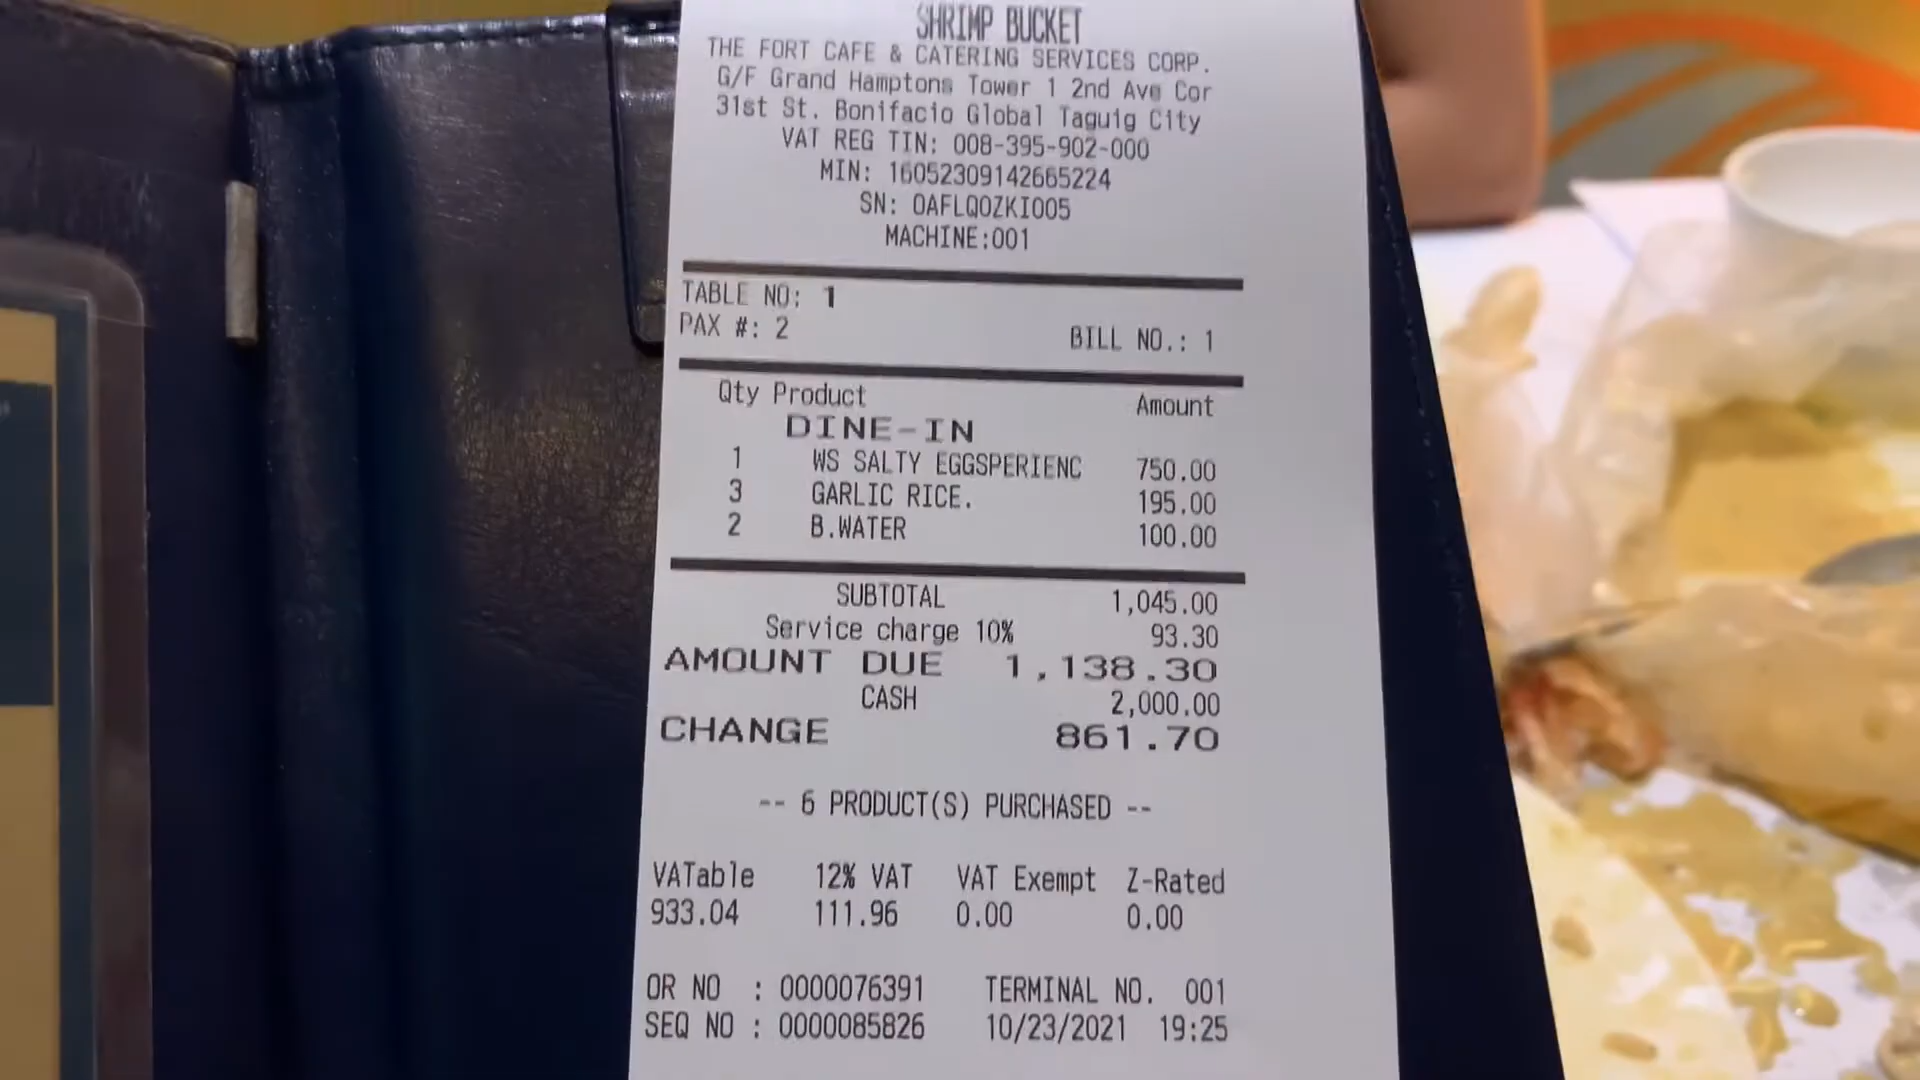 SHRIMP BUCKET
THE FORT CAFE & CATERING SERVICES CORP.
G/F Grand Hamptons Tower 1 2nd Ave Cor
31st St. Bonifacio Global Taguig City
VAT REG TIN: 008-395-902-000
MIN: 16052309142665224
SN: OAFLQOZKI005
MACHINE:001
TABLE NO: 1
PAX #: 2 BILL NO.: 1
Qty Product Amount
DINE-IN
1 WS SALTY EGGSPERIENC 750.00
3 GARLIC RICE. 195.00
2 B.WATER 100.00
SUBTOTAL 1,045.00
Service charge 10% 93.30
AMOUNT DUE 1,138.30
CASH 2,000.00
CHANGE 861.70
-- 6 PRODUCT(S) PURCHASED --
VATable 12% VAT VAT Exempt Z-Rated
933.04 111.96 0.00 0.00
OR NO : 0000076391 TERMINAL NO. 001
SEQ NO : 0000085826 10/23/2021 19:25